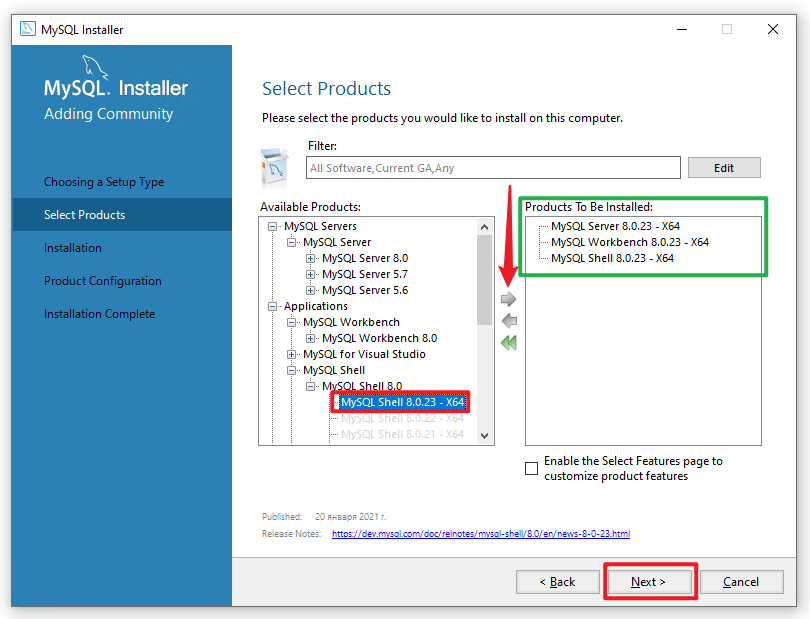 MySQL Installer
MySQL. Installer
Adding Community
Choosing a Setup Type
Select Products
Installation
Product Configuration
Installation Complete
Select Products
Please select the products you would like to install on this computer.
Filter:
All Software,Current GA,Any
Edit
Available Products:
MySQL Servers
MySQL Server
MySQL Server 8.0
MySQL Server 5.7
MySQL Server 5.6
Applications
MySQL Workbench
MySQL Workbench 8.0
MySQL for Visual Studio
MySQL Shell
MySQL Shell 8.0
MySQL Shell 8.0.23 - X64
MySQL Shell 8.0.22 - X64
MySQL Shell 8.0.21 - X64
Products To Be Installed:
MySQL Server 8.0.23 - X64
MySQL Workbench 8.0.23 - X64
MySQL Shell 8.0.23 - X64
Enable the Select Features page to
customize product features
Published: 20 января 2021 г.
Release Notes: https://dev.mysql.com/doc/relnotes/mysql-shell/8.0/en/news-8-0-23.html
< Back
Next >
Cancel